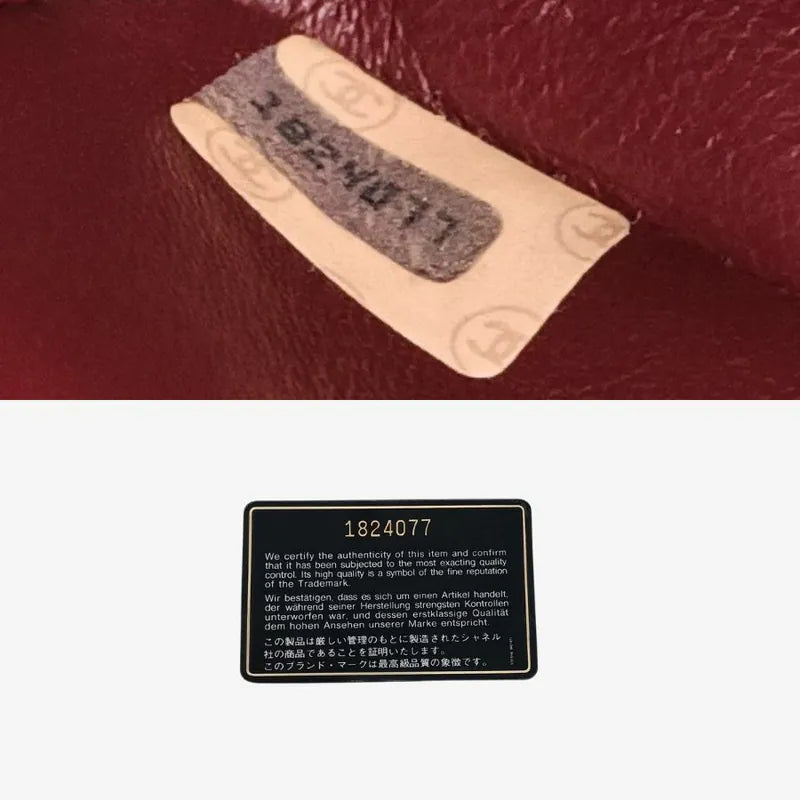 1824077
1824077
We certify the authenticity of this item and confirm
that it has been subjected to the most exacting quality
control. Its high quality is a symbol of the fine reputation
of the Trademark.
Wir bestätigen, dass es sich um einen Artikel handelt,
der während seiner Herstellung strengsten Kontrollen
unterworfen war, und dessen erstklassige Qualität
dem hohen Ansehen unserer Marke entspricht.
この製品は厳しい管理のもとに製造されたシャネル
社の商品であることを証明いたします。
このブランド・マークは最高級品質の象徴です。